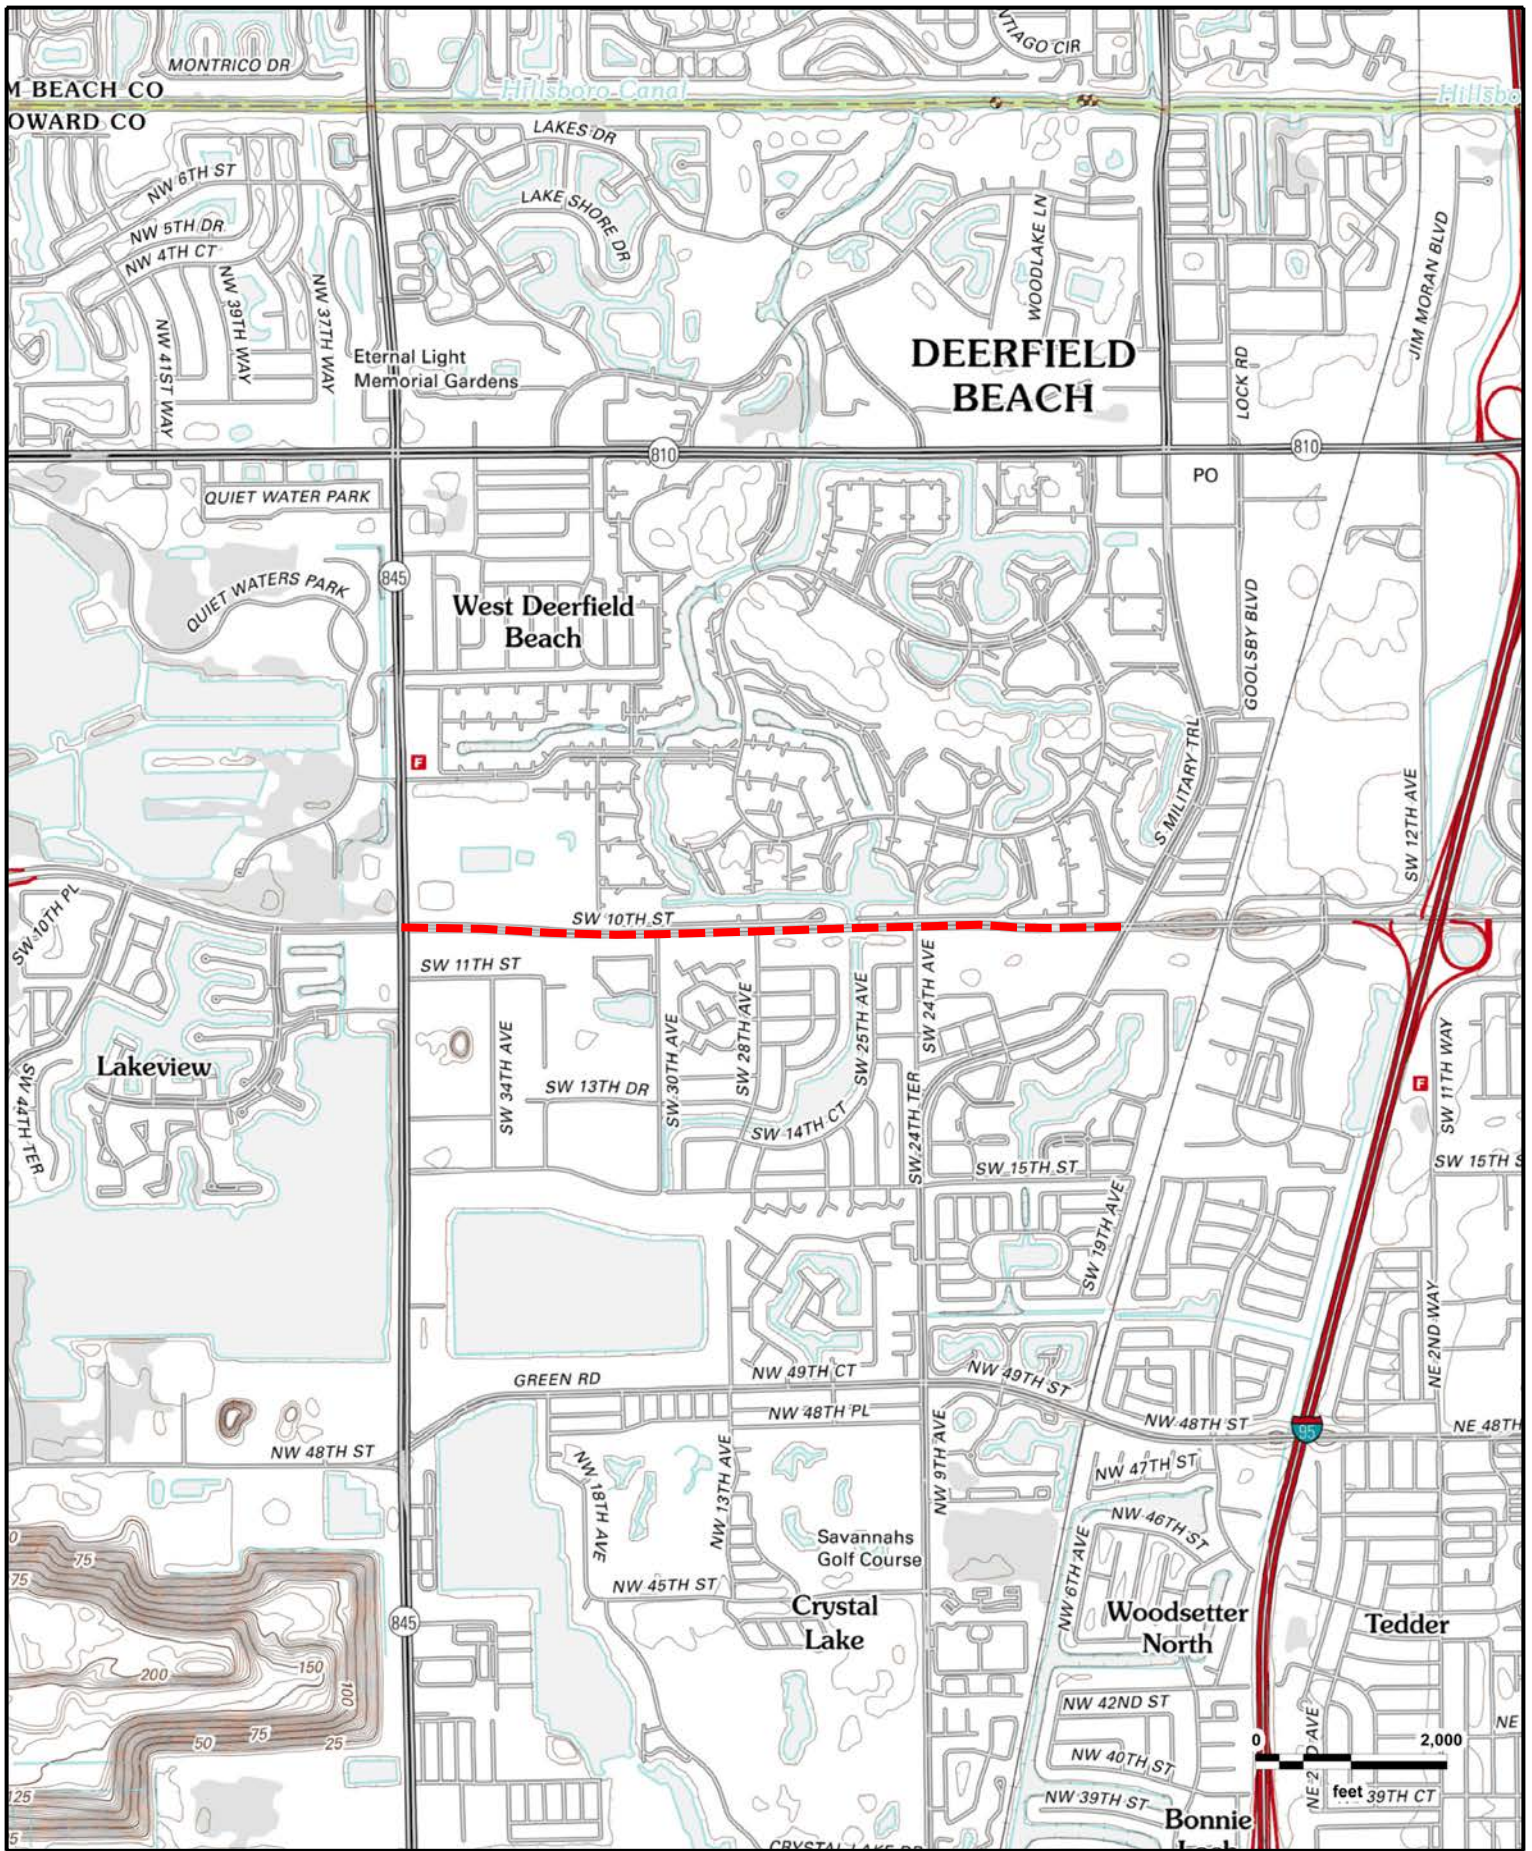 MONTRICO DR
TIAGO CIR
M BEACH CO
Hillsboro Canal
Hillsbo
OWARD CO
LAKES DR
NW 6TH ST
LAKE SHORE DR
NW 5TH DR
NW 4TH CT
NW 39TH WAY
NW 37TH WAY
NW 41ST WAY
WOODLAKE LN
JIM MORAN BLVD
LOCK RD
Eternal Light
Memorial Gardens
DEERFIELD
BEACH
810
810
PO
QUIET WATER PARK
845
QUIET WATERS PARK
West Deerfield
Beach
GOOLSBY BLVD
F
S MILITARY TRL
SW 12TH AVE
SW 10TH PL
SW 10TH ST
SW 11TH ST
SW 34TH AVE
SW 30TH AVE
SW 28TH AVE
SW 25TH AVE
SW 24TH AVE
Lakeview
SW 44TH TER
SW 13TH DR
SW 14TH CT
SW 24TH TER
F
SW 11TH WAY
SW 15TH ST
SW 15TH S
SW 19TH AVE
NE 2ND WAY
GREEN RD
NW 49TH CT
NW 49TH ST
NW 48TH PL
NW 48TH ST
95
NE 48TH
NW 48TH ST
NW 9TH AVE
NW 47TH ST
NW 18TH AVE
NW 13TH AVE
NW 46TH ST
Savannahs
Golf Course
NW 6TH AVE
NW 45TH ST
0
75
75
Crystal
Lake
Woodsetter
North
Tedder
845
200
150
100
50
75
25
125
5
NW 42ND ST
NE
0
2,000
NW 40TH ST
feet
39TH CT
NW 39TH ST
Bonnie
CRYSTAL LAKE DR